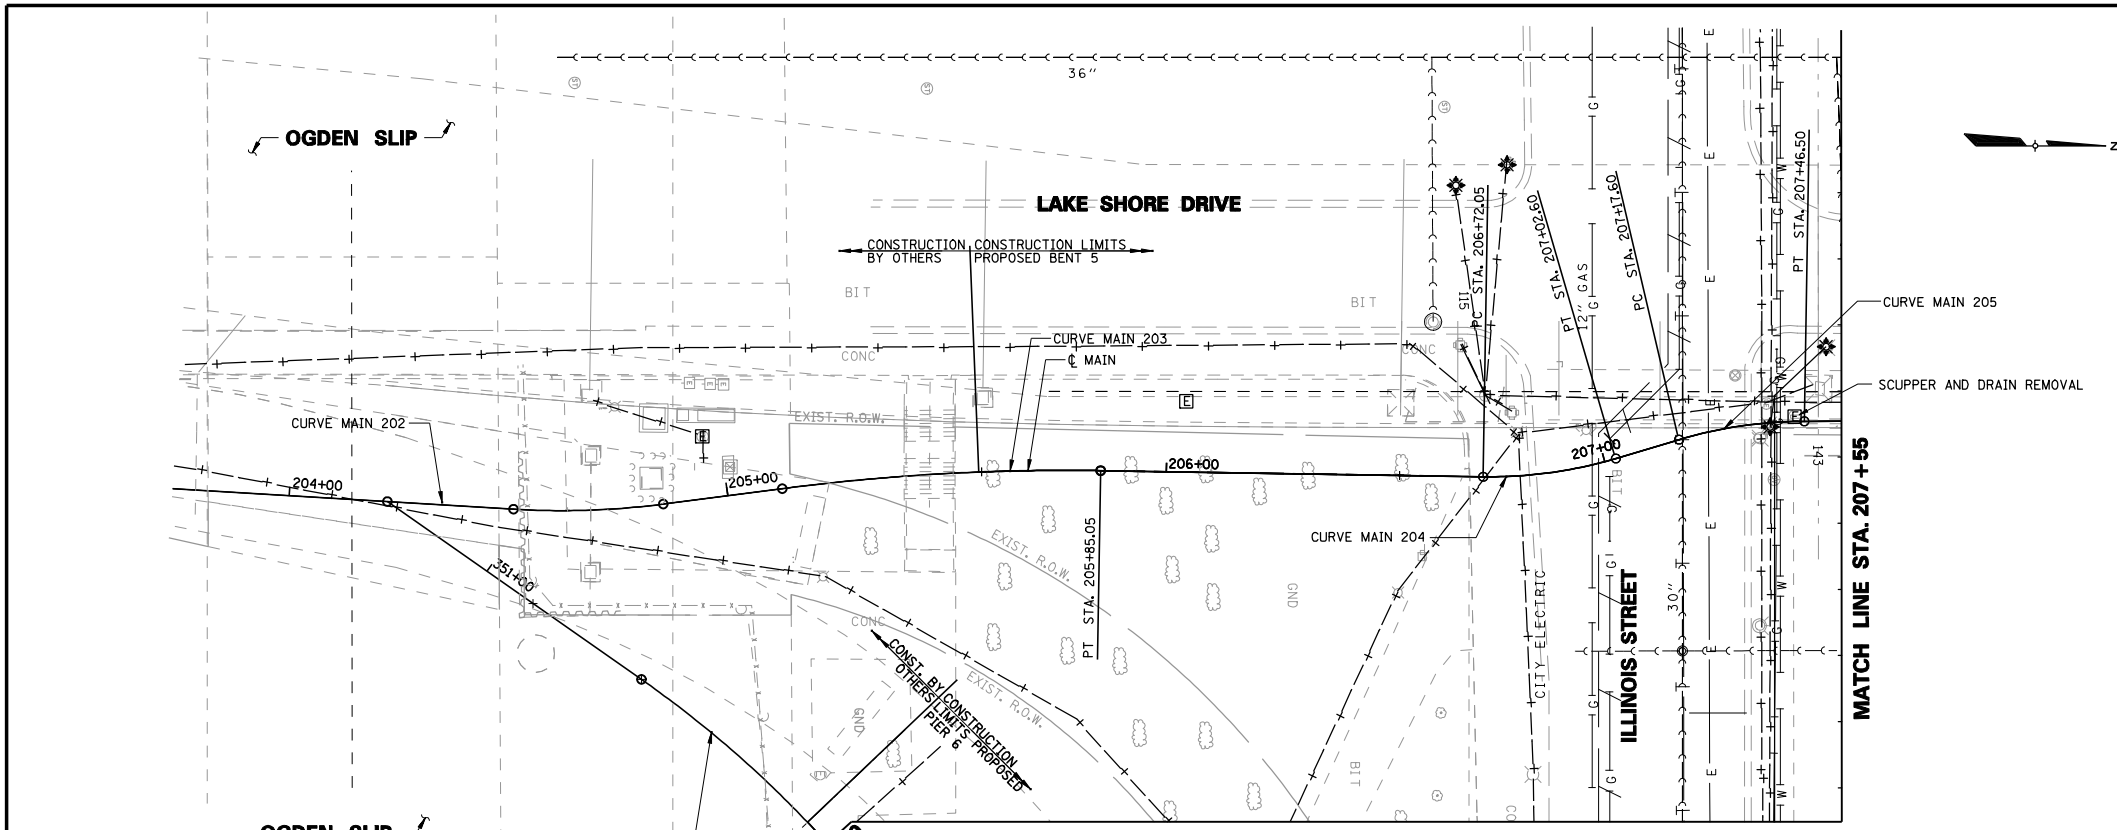 36"
OGDEN SLIP
Z
LAKE SHORE DRIVE
CONSTRUCTION
BY OTHERS
CONSTRUCTION LIMITS
PROPOSED BENT 5
BIT
BIT
115
PC STA. 206+72.05
PT STA. 207+02.60
12" GAS
PC STA. 207+17.60
PT STA. 207+46.50
CURVE MAIN 205
CURVE MAIN 203
℄ MAIN
CONC
CONC
SCUPPER AND DRAIN REMOVAL
E
E
E
EXIST. R.O.W.
CURVE MAIN 202
204+00
205+00
206+00
207+00
143
MATCH LINE STA. 207+55
351+00
EXIST. R.O.W.
PT STA. 205+85.05
CURVE MAIN 204
GND
BIT
CITY ELECTRIC
ILLINOIS STREET
30"
CONC
CONST. BY
OTHERS
CONSTRUCTION
LIMITS PROPOSED
PIER 6
EXIST. R.O.W.
GND
BIT
OGDEN SLIP